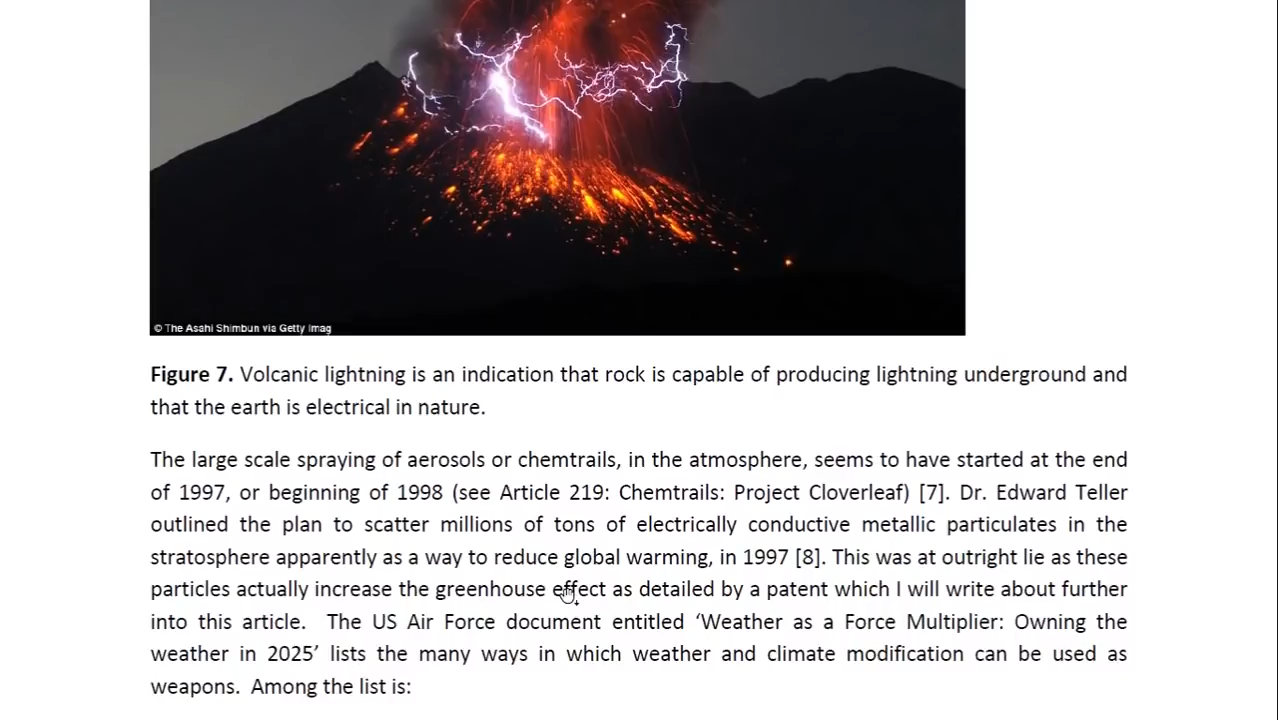 © The Asahi Shimbun via Getty Imag
Figure 7. Volcanic lightning is an indication that rock is capable of producing lightning underground and
that the earth is electrical in nature.
The large scale spraying of aerosols or chemtrails, in the atmosphere, seems to have started at the end
of 1997, or beginning of 1998 (see Article 219: Chemtrails: Project Cloverleaf) [7]. Dr. Edward Teller
outlined the plan to scatter millions of tons of electrically conductive metallic particulates in the
stratosphere apparently as a way to reduce global warming, in 1997 [8]. This was at outright lie as these
particles actually increase the greenhouse effect as detailed by a patent which I will write about further
into this article. The US Air Force document entitled ‘Weather as a Force Multiplier: Owning the
weather in 2025’ lists the many ways in which weather and climate modification can be used as
weapons. Among the list is: